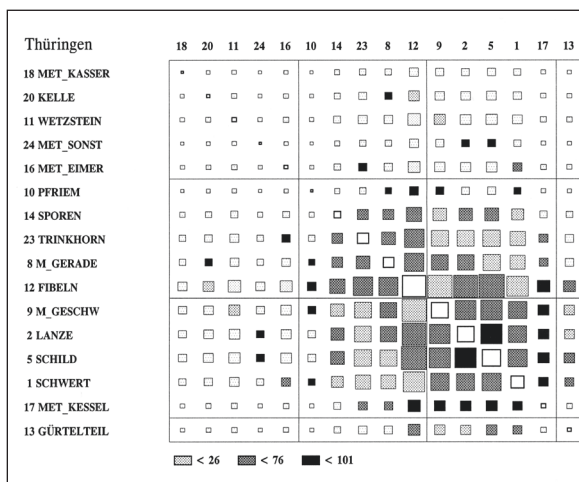 Thüringen 18 20 11 24 16 10 14 23 8 12 9 2 5 1 17 13
18 MET_KASSER
20 KELLE
11 WETZSTEIN
24 MET_SONST
16 MET_EIMER
10 PFRIEM
14 SPOREN
23 TRINKHORN
8 M_GERADE
12 FIBELN
9 M_GESCHW
2 LANZE
5 SCHILD
1 SCHWERT
17 MET_KESSEL
13 GÜRTELTEIL
< 26 < 76 < 101